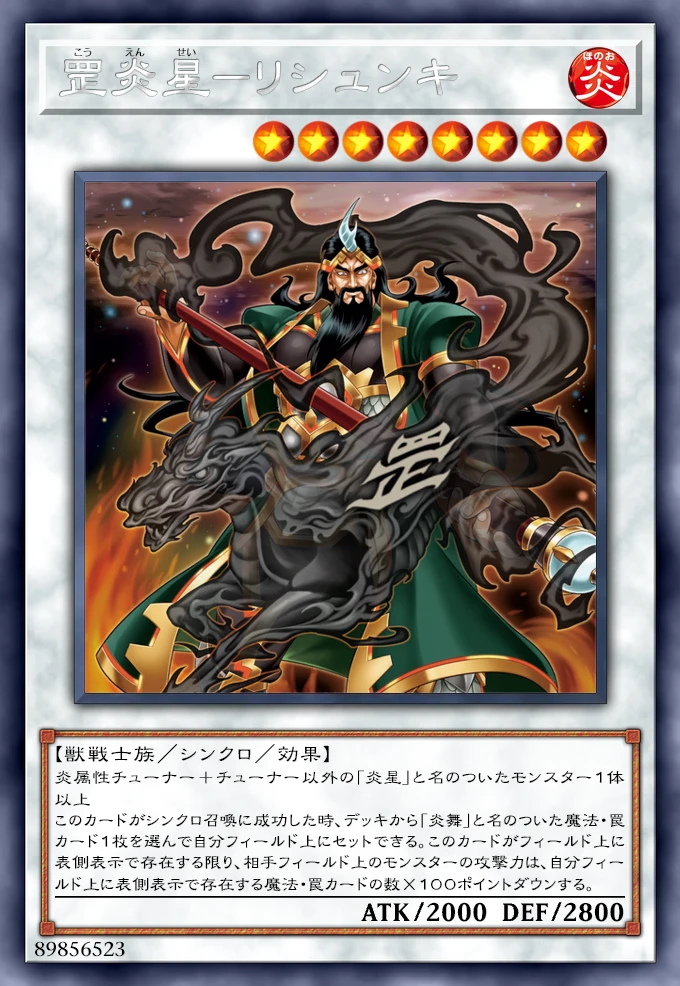 こう えん せい
罡炎星－リシュンキ
ほのお
炎
【獣戦士族／シンクロ／効果】
炎属性チューナー＋チューナー以外の「炎星」と名のついたモンスター１体
以上
このカードがシンクロ召喚に成功した時、デッキから「炎舞」と名のついた魔法・罠
カード１枚を選んで自分フィールド上にセットできる。このカードがフィールド上に
表側表示で存在する限り、相手フィールド上のモンスターの攻撃力は、自分フィー
ルド上に表側表示で存在する魔法・罠カードの数×１００ポイントダウンする。
ATK/2000 DEF/2800
89856523